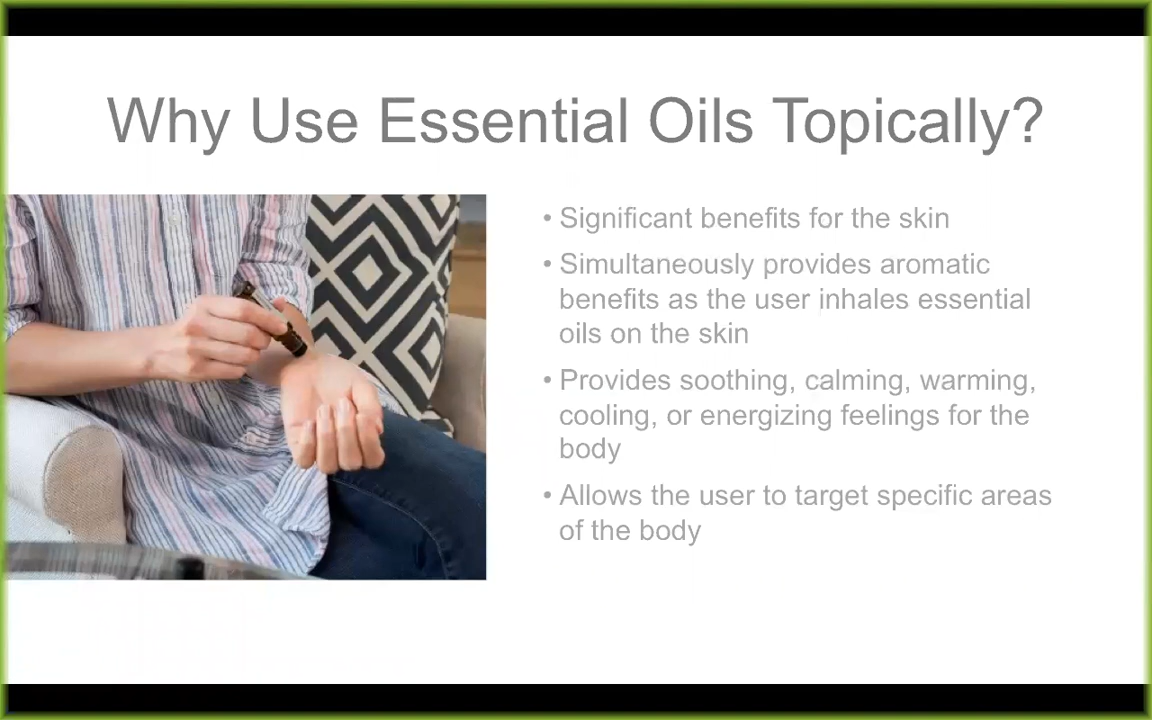 Why Use Essential Oils Topically?
• Significant benefits for the skin
• Simultaneously provides aromatic
benefits as the user inhales essential
oils on the skin
• Provides soothing, calming, warming,
cooling, or energizing feelings for the
body
• Allows the user to target specific areas
of the body